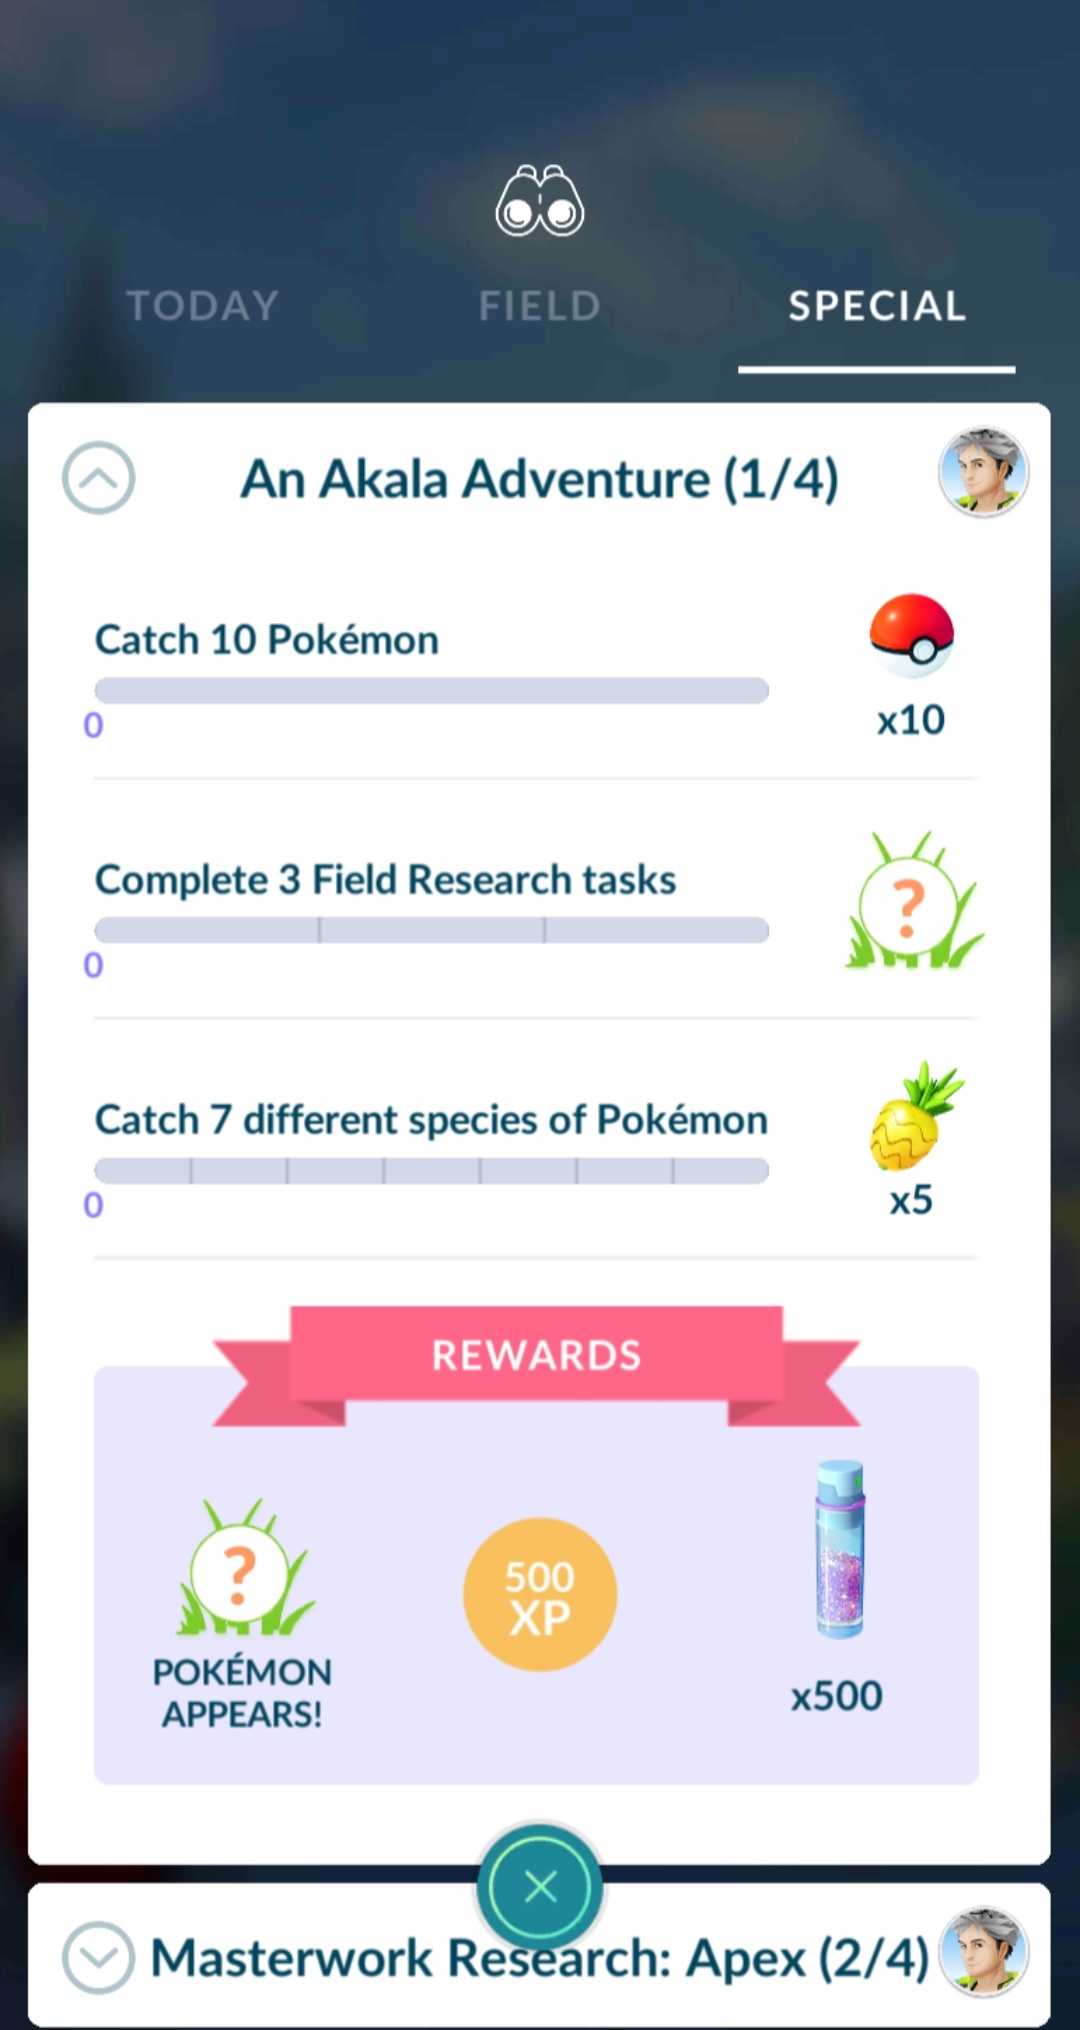 TODAY
FIELD
SPECIAL
An Akala Adventure (1/4)
Catch 10 Pokémon
0
x10
Complete 3 Field Research tasks
0
?
Catch 7 different species of Pokémon
0
x5
REWARDS
?
POKÉMON
APPEARS!
500
XP
x500
Masterwork Research: Apex (2/4)